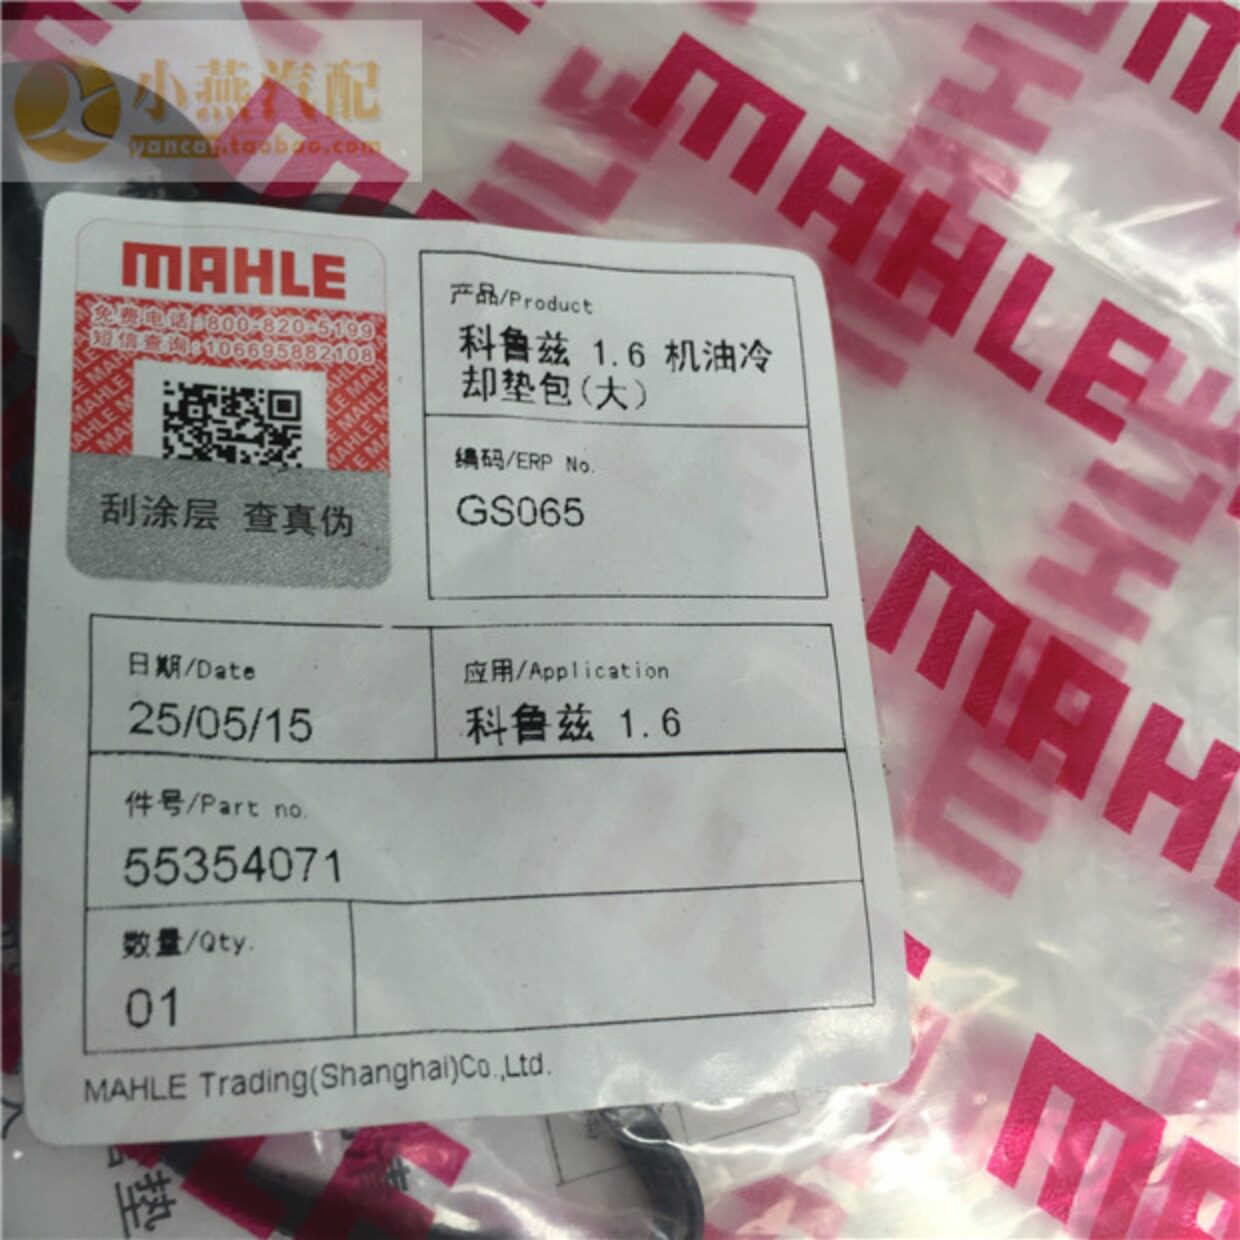 小燕汽配
yancar.taobao.com
MAHLE
MAHLE
免费电话:800-820-5199
短信查询:106695882108
刮涂层 查真伪
产品/Product
科鲁兹 1.6 机油冷
却垫包(大)
编码/ERP No.
GS065
日期/Date
25/05/15
应用/Application
科鲁兹 1.6
件号/Part no.
55354071
数量/Qty.
01
MAHLE Trading(Shanghai)Co.,Ltd.
MAHLE
垫